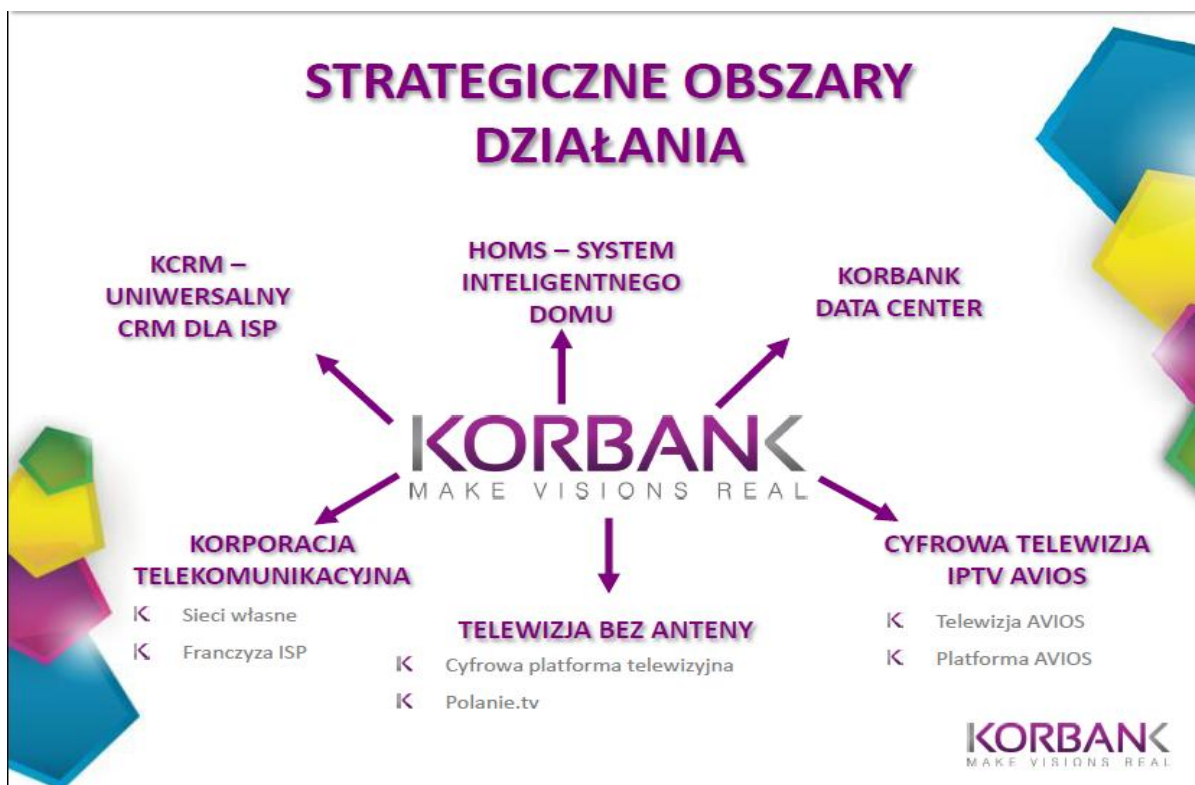 STRATEGICZNE OBSZARY
DZIAŁANIA
KCRM –
UNIWERSALNY
CRM DLA ISP
HOMS – SYSTEM
INTELIGENTNEGO
DOMU
KORBANK
DATA CENTER
KORBANK
MAKE VISIONS REAL
KORPORACJA
TELEKOMUNIKACYJNA
Sieci własne
Franczyza ISP
TELEWIZJA BEZ ANTENY
Cyfrowa platforma telewizyjna
Polanie.tv
CYFROWA TELEWIZJA
IPTV AVIOS
Telewizja AVIOS
Platforma AVIOS
KORBANK
MAKE VISIONS REAL